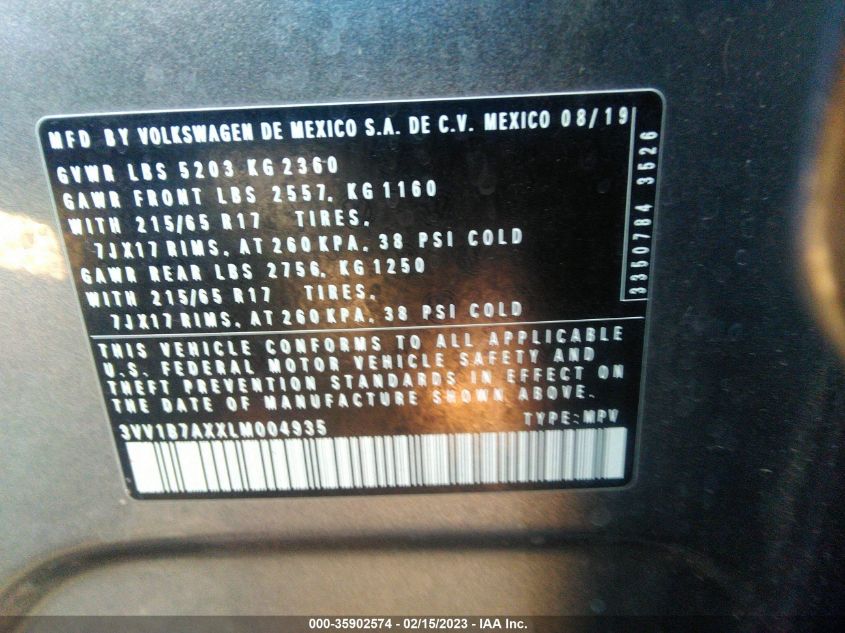 MFD BY VOLKSWAGEN DE MEXICO S.A. DE C.V. MEXICO 08/19
GVWR LBS 5203 KG 2360
GAWR FRONT LBS 2557, KG 1160
WITH 215/65 R17 TIRES,
7JX17 RIMS, AT 260 KPA, 38 PSI COLD
GAWR REAR LBS 2756, KG 1250
WITH 215/65 R17 TIRES,
7JX17 RIMS, AT 260 KPA, 38 PSI COLD
3350784 3526
THIS VEHICLE CONFORMS TO ALL APPLICABLE
U.S. FEDERAL MOTOR VEHICLE SAFETY AND
THEFT PREVENTION STANDARDS IN EFFECT ON
THE DATE OF MANUFACTURE SHOWN ABOVE.
3VV1B7AXXLM004935 TYPE: MPV
000-35902574 - 02/15/2023 - IAA Inc.